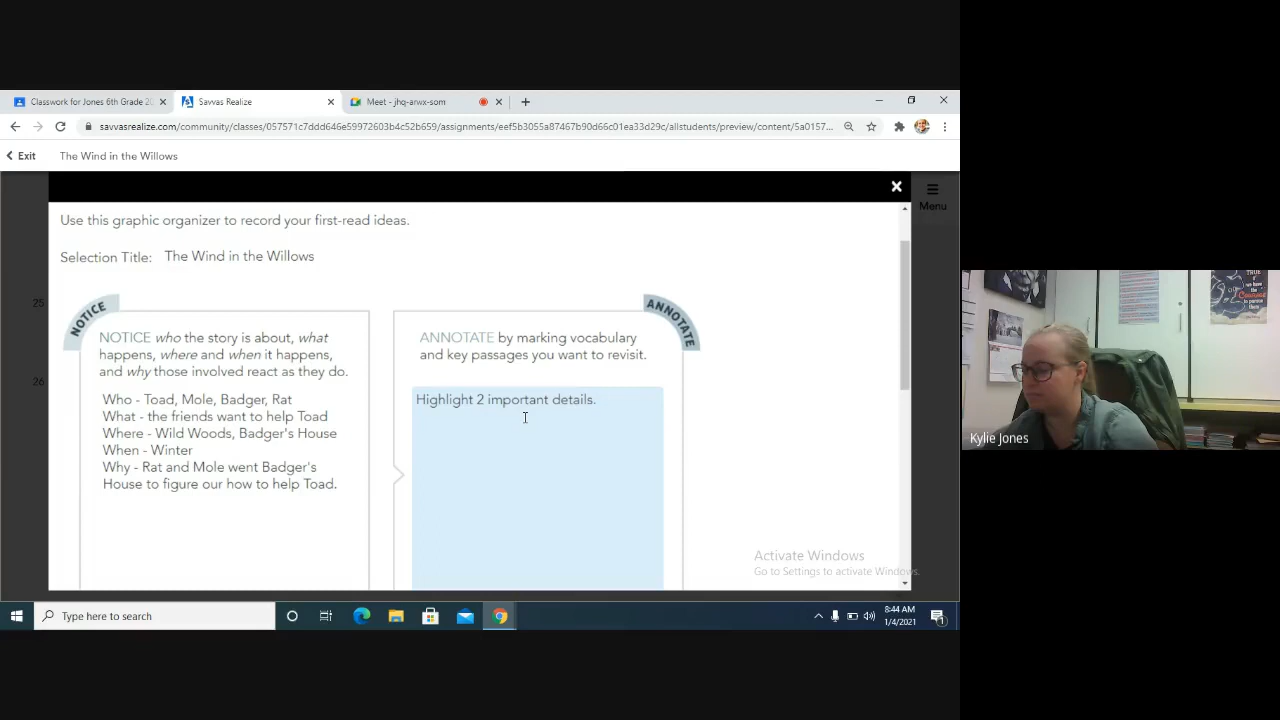 Classwork for Jones 6th Grade 20
Savvas Realize
Meet - jhq-arwx-som
savvasrealize.com/community/classes/057571c7ddd646e59972603b4c52b659/assignments/eef5b3055a87467b90d66c01ea33d29c/allstudents/preview/content/5a0157...
Exit
The Wind in the Willows
Menu
Use this graphic organizer to record your first-read ideas.
Selection Title: The Wind in the Willows
25
26
NOTICE
NOTICE who the story is about, what
happens, where and when it happens,
and why those involved react as they do.
Who - Toad, Mole, Badger, Rat
What - the friends want to help Toad
Where - Wild Woods, Badger's House
When - Winter
Why - Rat and Mole went Badger's
House to figure our how to help Toad.
ANNOTATE
ANNOTATE by marking vocabulary
and key passages you want to revisit.
Highlight 2 important details.
Activate Windows
Go to Settings to activate Windows.
Type here to search
8:44 AM
1/4/2021
1
Kylie Jones